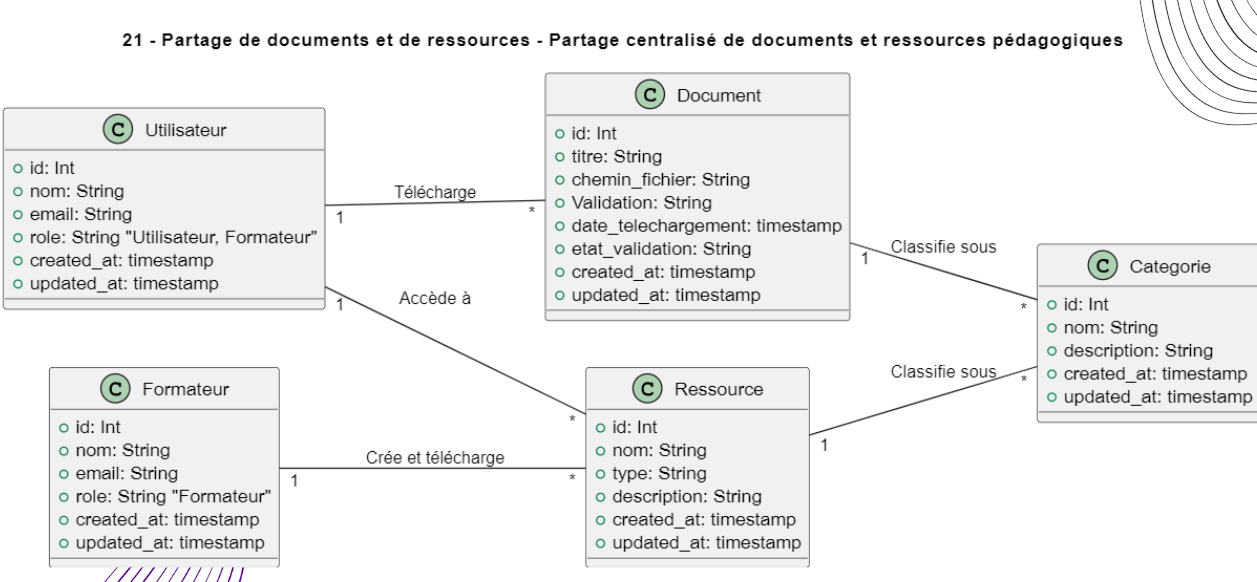 21 - Partage de documents et de ressources - Partage centralisé de documents et ressources pédagogiques
C Utilisateur
id: Int
nom: String
email: String
role: String "Utilisateur, Formateur"
created_at: timestamp
updated_at: timestamp
Télécharge
1
*
C Document
id: Int
titre: String
chemin_fichier: String
Validation: String
date_telechargement: timestamp
etat_validation: String
created_at: timestamp
updated_at: timestamp
Classifie sous
1
*
C Categorie
id: Int
nom: String
description: String
created_at: timestamp
updated_at: timestamp
1
Accède à
*
C Formateur
id: Int
nom: String
email: String
role: String "Formateur"
created_at: timestamp
updated_at: timestamp
Crée et télécharge
1
*
C Ressource
id: Int
nom: String
type: String
description: String
created_at: timestamp
updated_at: timestamp
Classifie sous
1
*